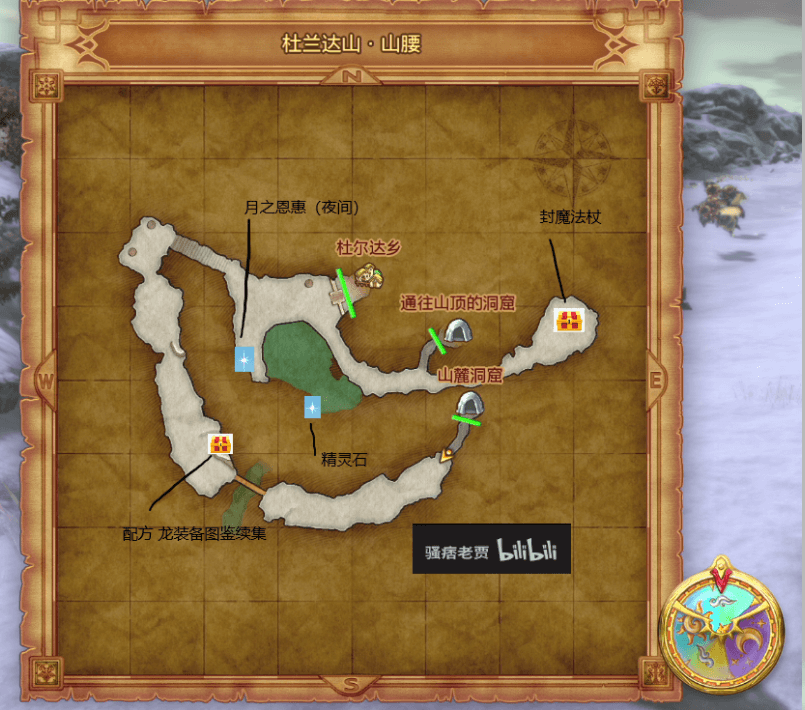 杜兰达山·山腰
N
月之恩惠（夜间）
封魔法杖
杜尔达乡
通往山顶的洞窟
W
山麓洞窟
E
精灵石
配方 龙装备图鉴续集
骚痞老贾 bilibili
S